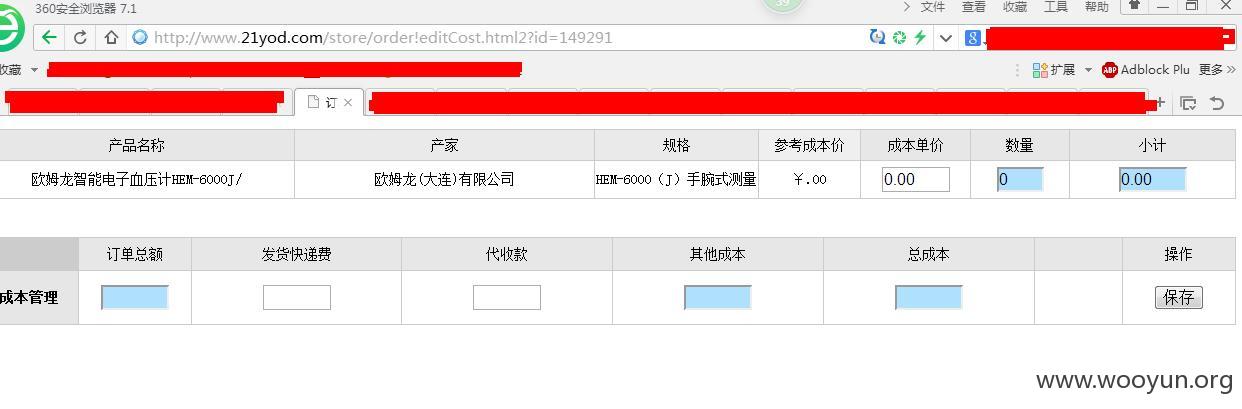 360安全浏览器 7.1
39
文件 查看 收藏 工具 帮助
http://www.21yod.com/store/order!editCost.html2?id=149291
收藏
扩展 ABP Adblock Plu 更多 »
订
产品名称 产家 规格 参考成本价 成本单价 数量 小计
欧姆龙智能电子血压计HEM-6000J/ 欧姆龙(大连)有限公司 HEM-6000（J）手腕式测量 ￥.00 0.00 0 0.00
订单总额 发货快递费 代收款 其他成本 总成本 操作
成本管理 保存
www.wooyun.org